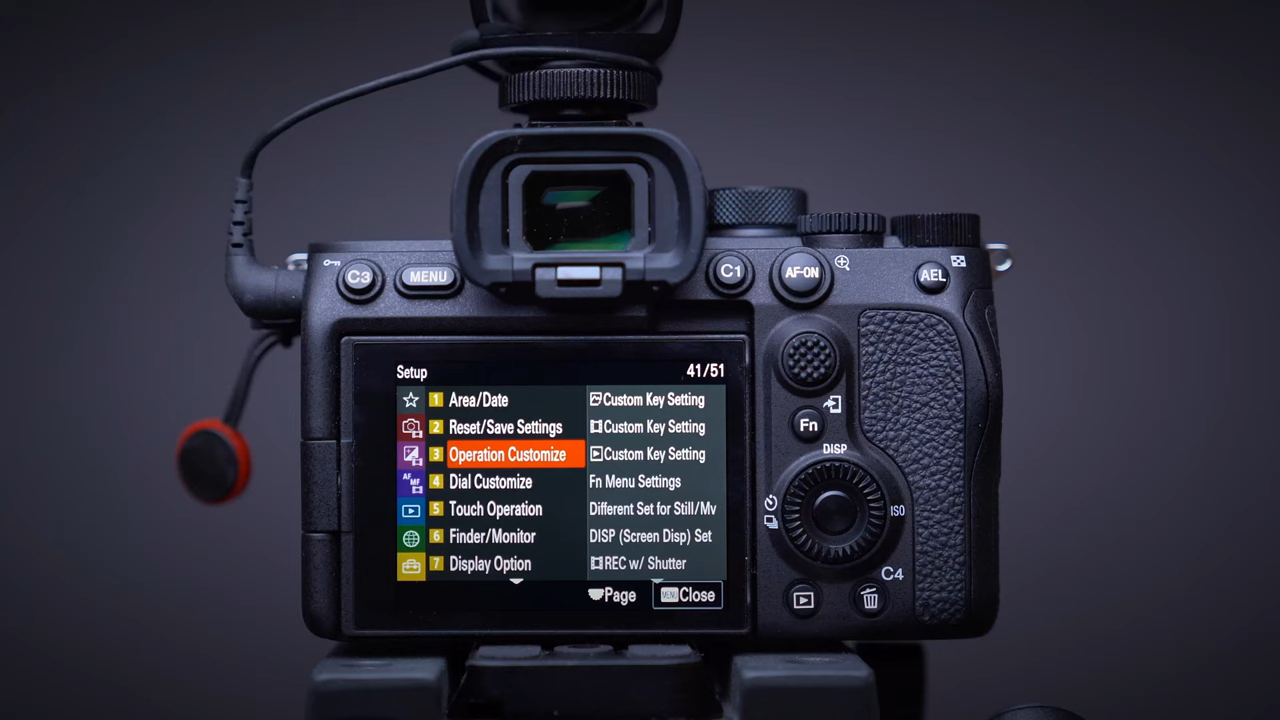 C3
MENU
C1
AF-ON
AEL
Setup
41/51
1 Area/Date
Custom Key Setting
2 Reset/Save Settings
Custom Key Setting
3 Operation Customize
Custom Key Setting
4 Dial Customize
Fn Menu Settings
5 Touch Operation
Different Set for Still/Mv
6 Finder/Monitor
DISP (Screen Disp) Set
7 Display Option
REC w/ Shutter
AF
MF
Page
MENU Close
Fn
DISP
ISO
C4